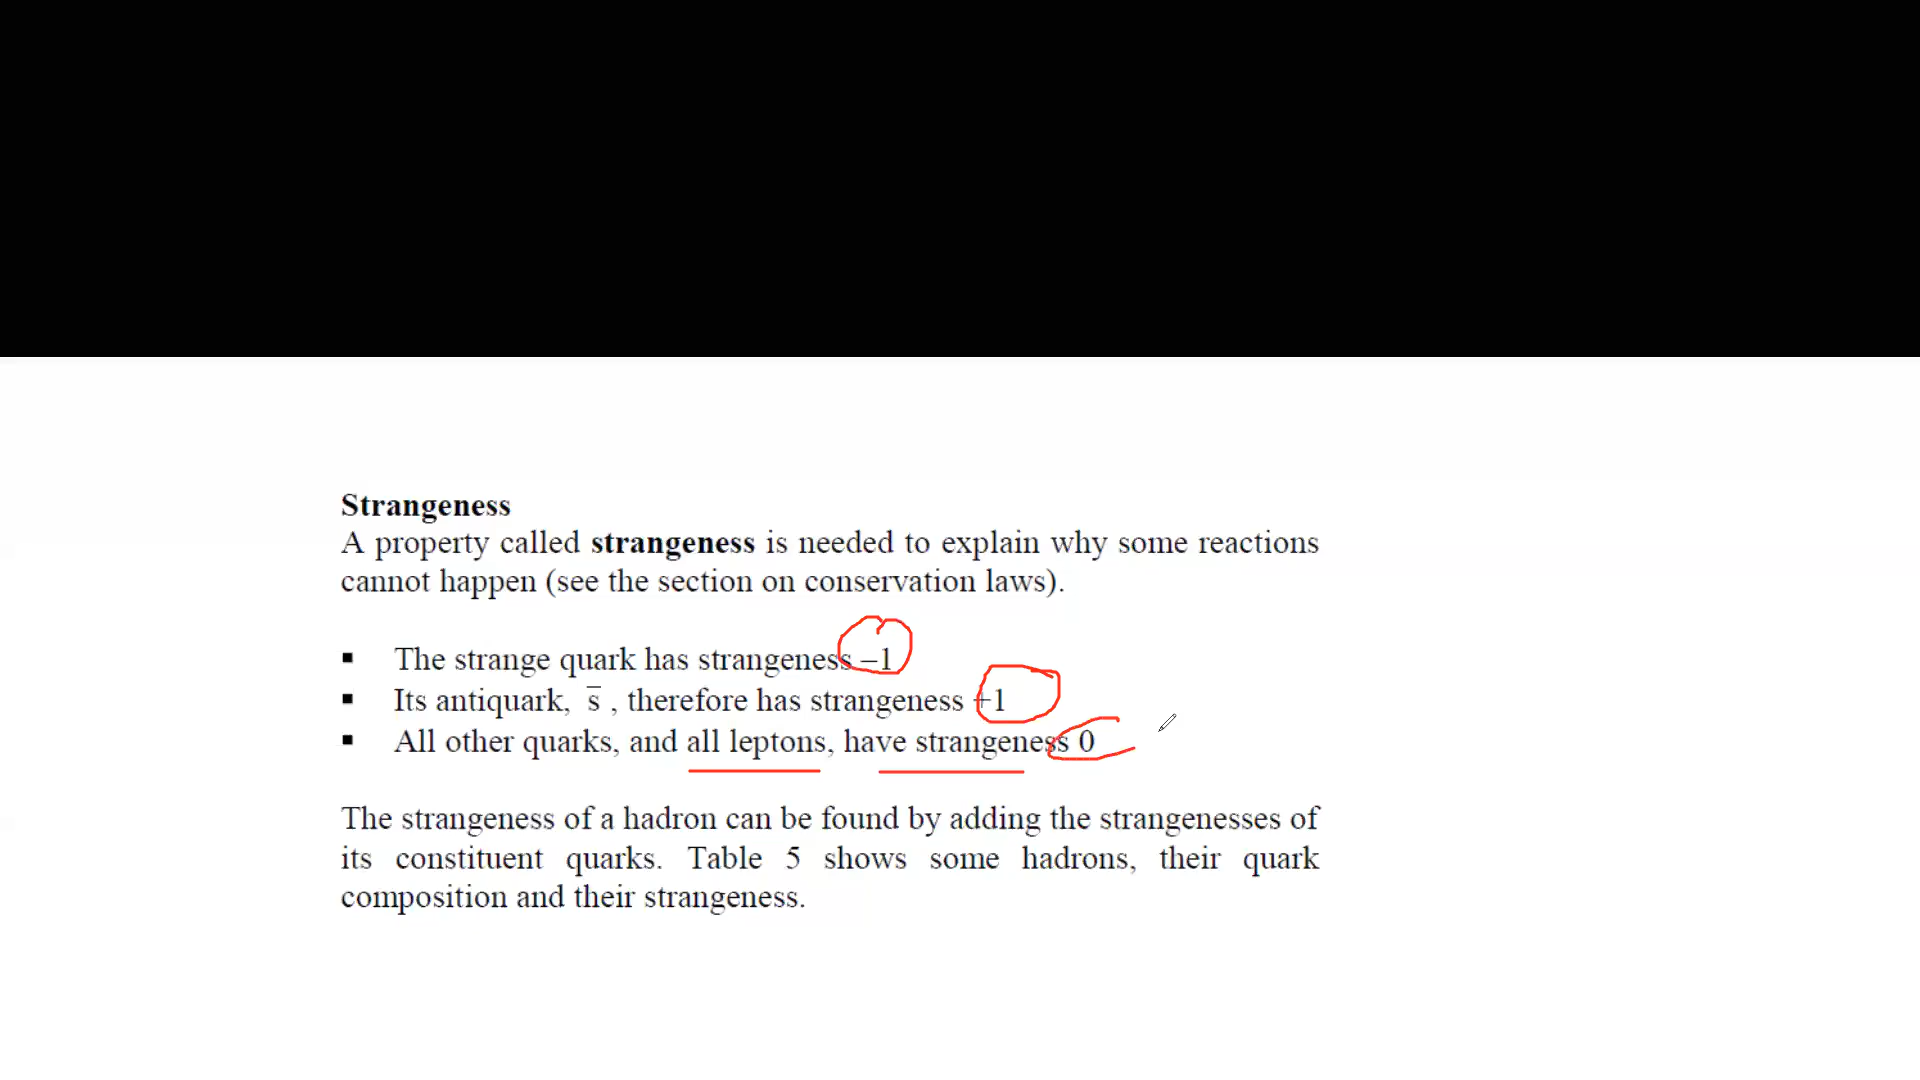 Strangeness
A property called strangeness is needed to explain why some reactions
cannot happen (see the section on conservation laws).
▪ The strange quark has strangeness –1
▪ Its antiquark, s̅ , therefore has strangeness +1
▪ All other quarks, and all leptons, have strangeness 0
The strangeness of a hadron can be found by adding the strangenesses of
its constituent quarks. Table 5 shows some hadrons, their quark
composition and their strangeness.